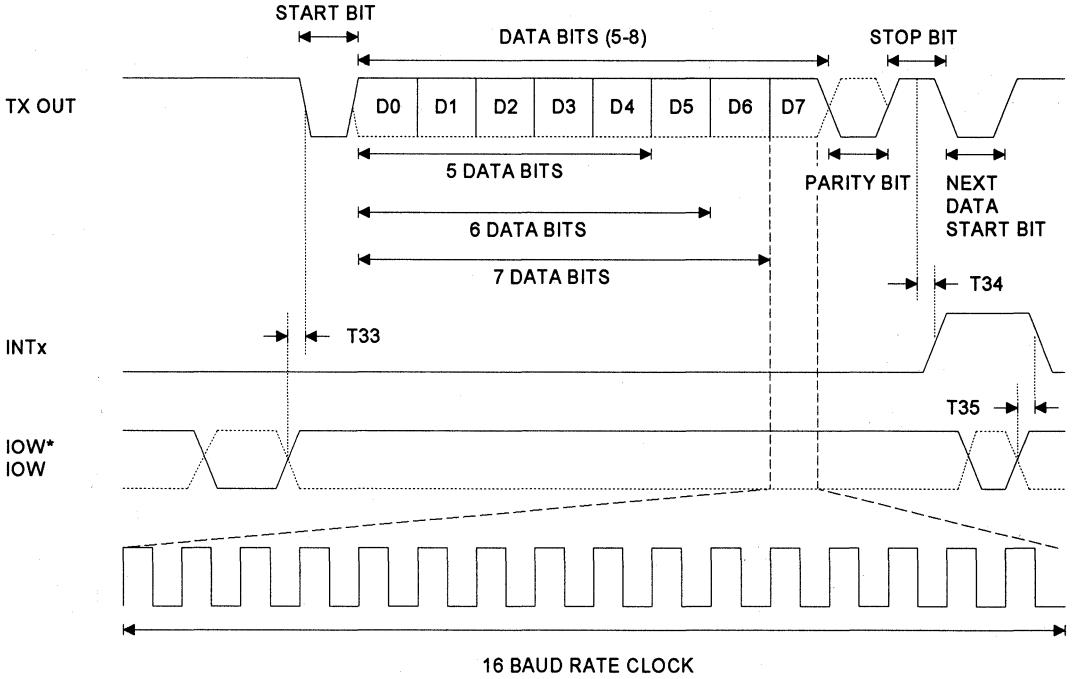 START BIT
DATA BITS (5-8)
STOP BIT
TX OUT
D0 D1 D2 D3 D4 D5 D6 D7
5 DATA BITS
PARITY BIT
NEXT
DATA
START BIT
6 DATA BITS
7 DATA BITS
T34
T33
INTx
T35
IOW*
IOW
16 BAUD RATE CLOCK